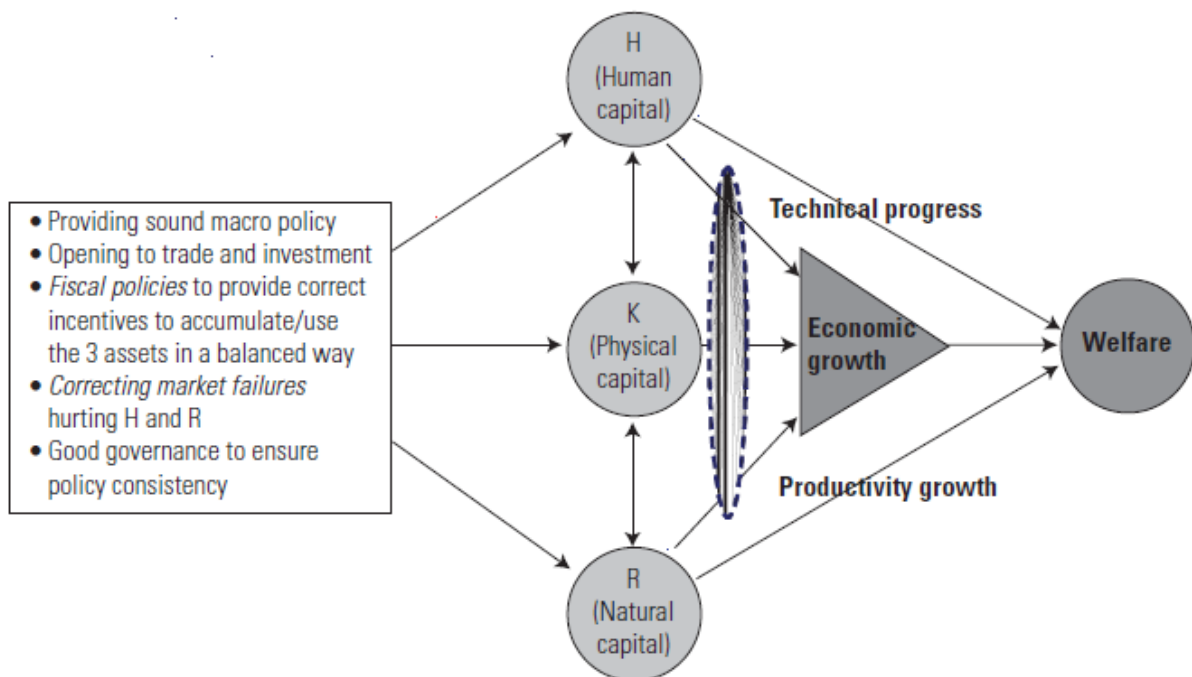 • Providing sound macro policy
• Opening to trade and investment
• Fiscal policies to provide correct
incentives to accumulate/use
the 3 assets in a balanced way
• Correcting market failures
hurting H and R
• Good governance to ensure
policy consistency
H
(Human
capital)
K
(Physical
capital)
R
(Natural
capital)
Technical progress
Economic
growth
Productivity growth
Welfare